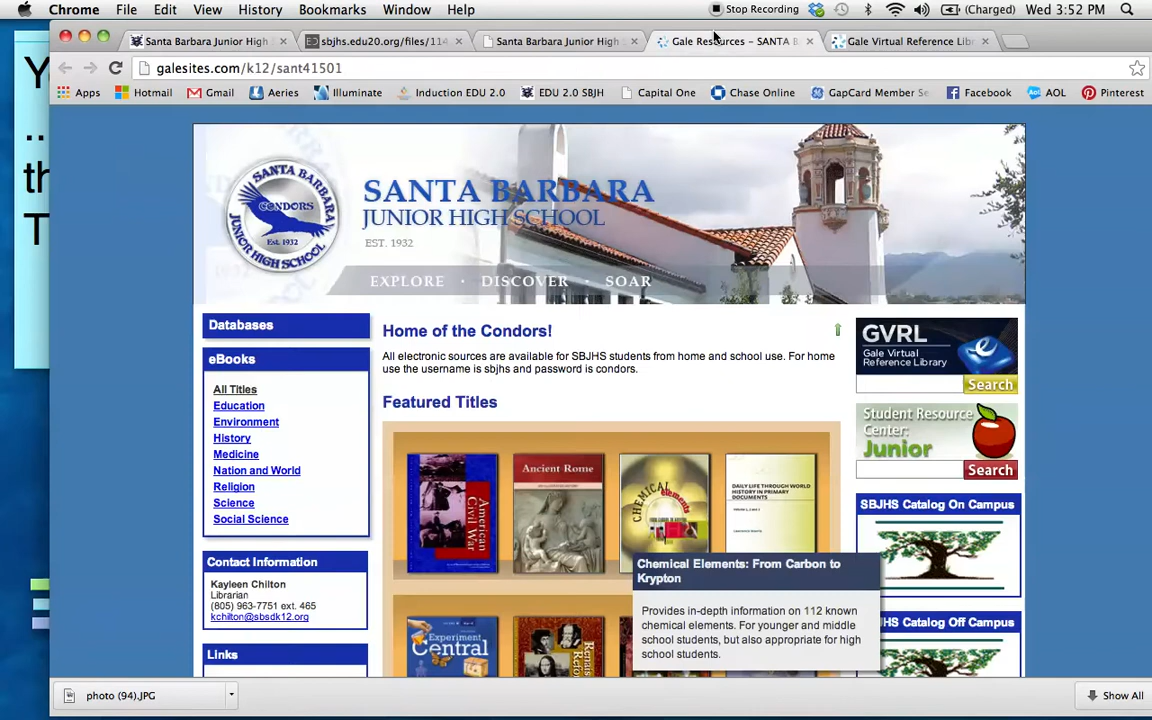 Chrome File Edit View History Bookmarks Window Help Stop Recording (Charged) Wed 3:52 PM
Santa Barbara Junior High sbjhs.edu20.org/files/114 Santa Barbara Junior High Gale Resources – SANTA B Gale Virtual Reference Lib
galesites.com/k12/sant41501
Apps Hotmail Gmail Aeries Illuminate Induction EDU 2.0 EDU 2.0 SBJH Capital One Chase Online GapCard Member Se Facebook AOL Pinterest
SANTA BARBARA
JUNIOR HIGH SCHOOL
EST. 1932
EXPLORE · DISCOVER · SOAR
SANTA BARBARA
CONDORS
Est. 1932
JUNIOR HIGH SCHOOL
Databases
eBooks
All Titles
Education
Environment
History
Medicine
Nation and World
Religion
Science
Social Science
Contact Information
Kayleen Chilton
Librarian
(805) 963-7751 ext. 465
kchilton@sbsdk12.org
Links
Home of the Condors!
All electronic sources are available for SBJHS students from home and school use. For home
use the username is sbjhs and password is condors.
Featured Titles
American Civil War
Ancient Rome
CHEMICAL elements
DAILY LIFE THROUGH WORLD
HISTORY IN PRIMARY
DOCUMENTS
Experiment
Central
Chemical Elements: From Carbon to
Krypton
Provides in-depth information on 112 known
chemical elements. For younger and middle
school students, but also appropriate for high
school students.
GVRL
Gale Virtual
Reference Library
Search
Student Resource
Center:
Junior
Search
SBJHS Catalog On Campus
HS Catalog Off Campus
photo (94).JPG
Show All